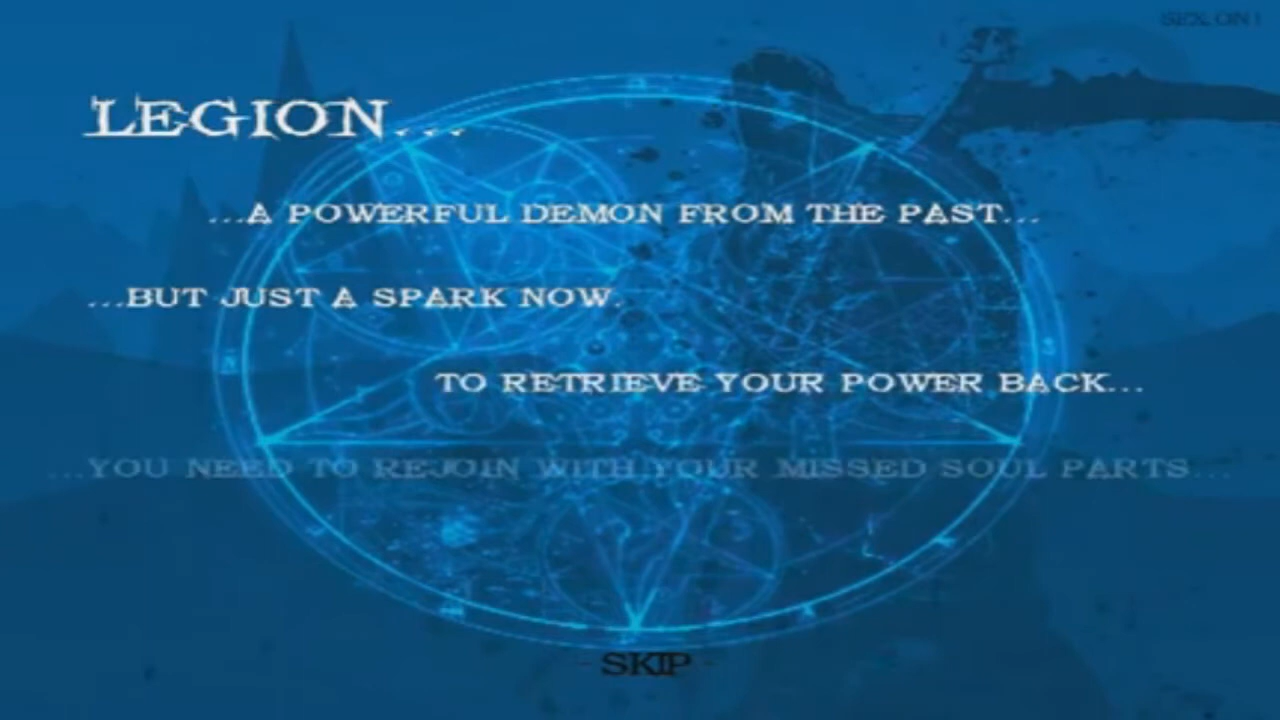 LEGION...
...A POWERFUL DEMON FROM THE PAST...
...BUT JUST A SPARK NOW.
TO RETRIEVE YOUR POWER BACK...
...YOU NEED TO REJOIN WITH YOUR MISSED SOUL PARTS...
- SKIP -